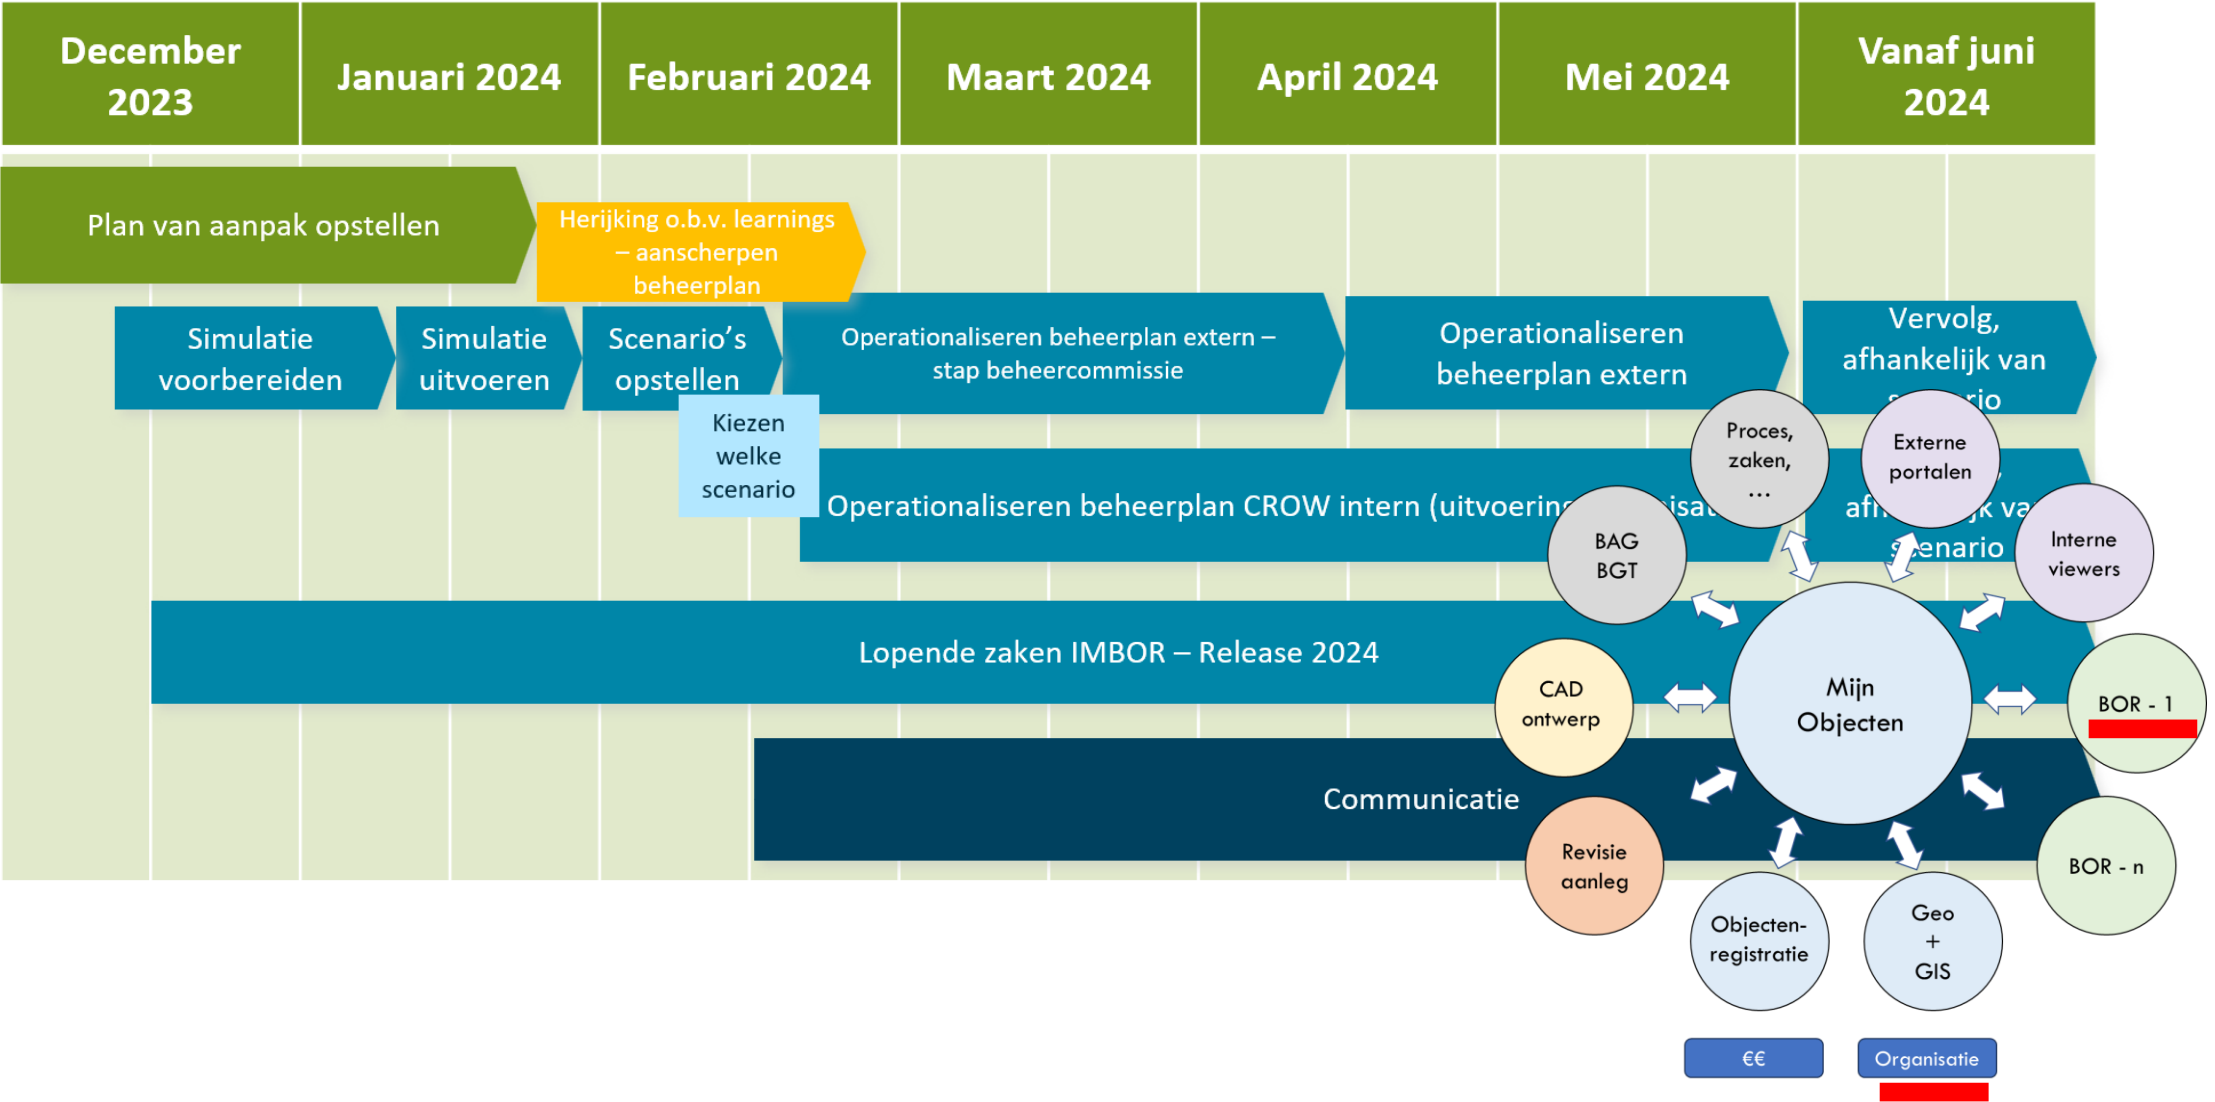 December
2023
Januari 2024
Februari 2024
Maart 2024
April 2024
Mei 2024
Vanaf juni
2024
Plan van aanpak opstellen
Herijking o.b.v. learnings
– aanscherpen
beheerplan
Simulatie
voorbereiden
Simulatie
uitvoeren
Scenario’s
opstellen
Operationaliseren beheerplan extern –
stap beheercommissie
Operationaliseren
beheerplan extern
Vervolg,
afhankelijk van
Kiezen
welke
scenario
Operationaliseren beheerplan CROW intern
scenario
Lopende zaken IMBOR – Release 2024
Communicatie
Proces,
zaken,
...
Externe
portalen
BAG
BGT
Interne
viewers
CAD
ontwerp
Mijn
Objecten
BOR - 1
Revisie
aanleg
BOR - n
Objecten-
registratie
Geo
+
GIS
€€
Organisatie